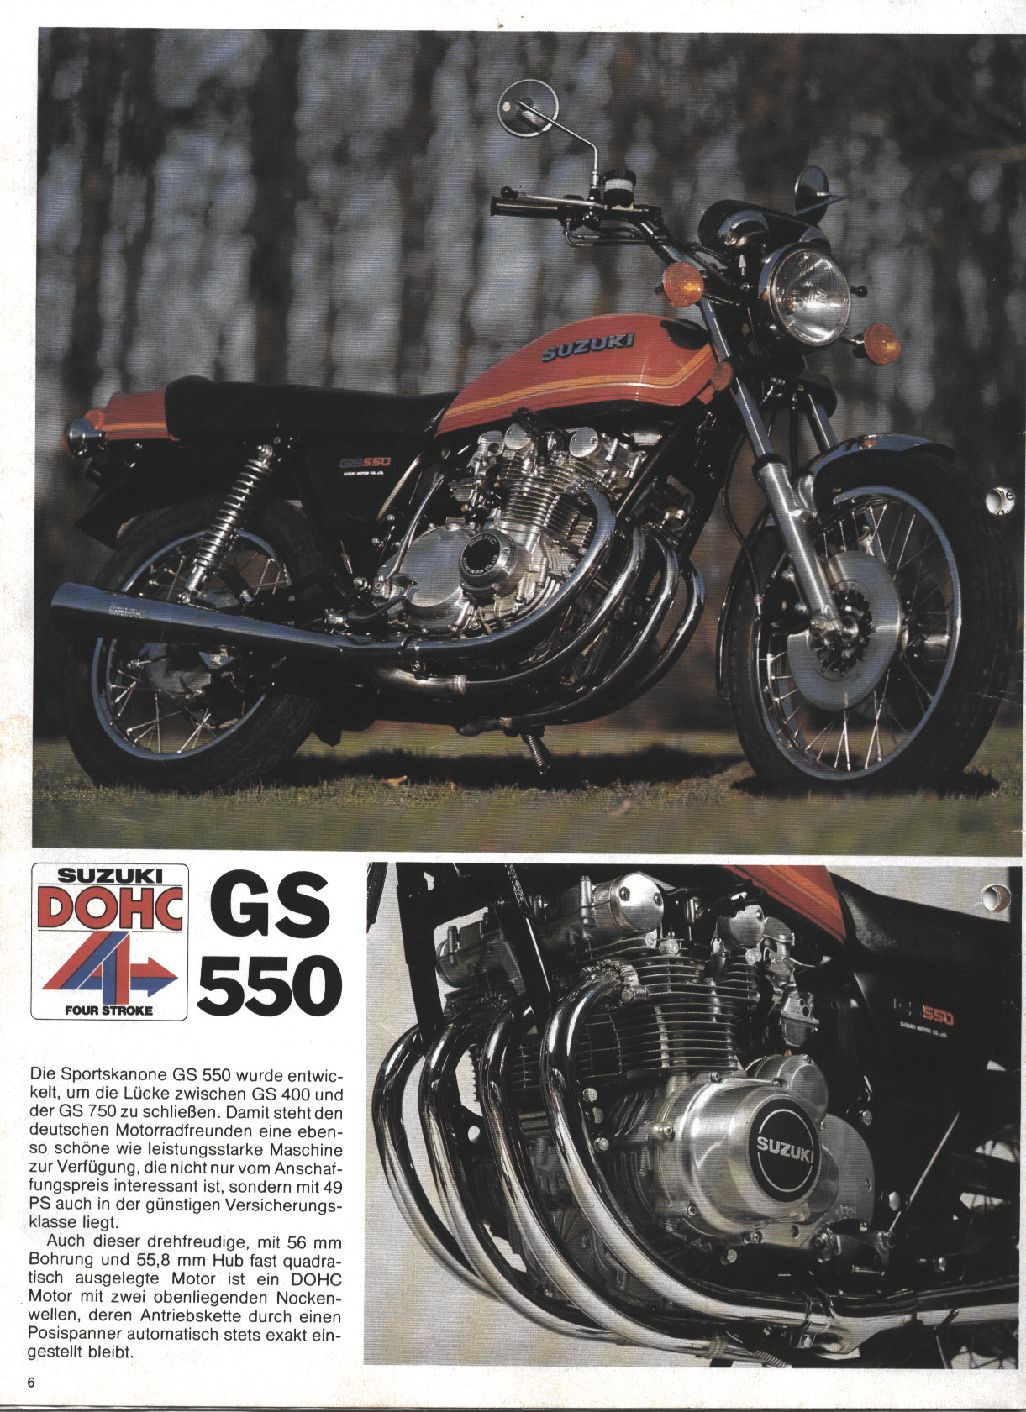 SUZUKI
GS550
SUZUKI
DOHC
4
FOUR STROKE
GS
550
Die Sportskanone GS 550 wurde entwic-
kelt, um die Lücke zwischen GS 400 und
der GS 750 zu schließen. Damit steht den
deutschen Motorradfreunden eine eben-
so schöne wie leistungsstarke Maschine
zur Verfügung, die nicht nur vom Anschaf-
fungspreis interessant ist, sondern mit 49
PS auch in der günstigen Versicherungs-
klasse liegt.
Auch dieser drehfreudige, mit 56 mm
Bohrung und 55,8 mm Hub fast quadra-
tisch ausgelegte Motor ist ein DOHC
Motor mit zwei obenliegenden Nocken-
wellen, deren Antriebskette durch einen
Posispanner automatisch stets exakt ein-
gestellt bleibt.
550
SUZUKI
6